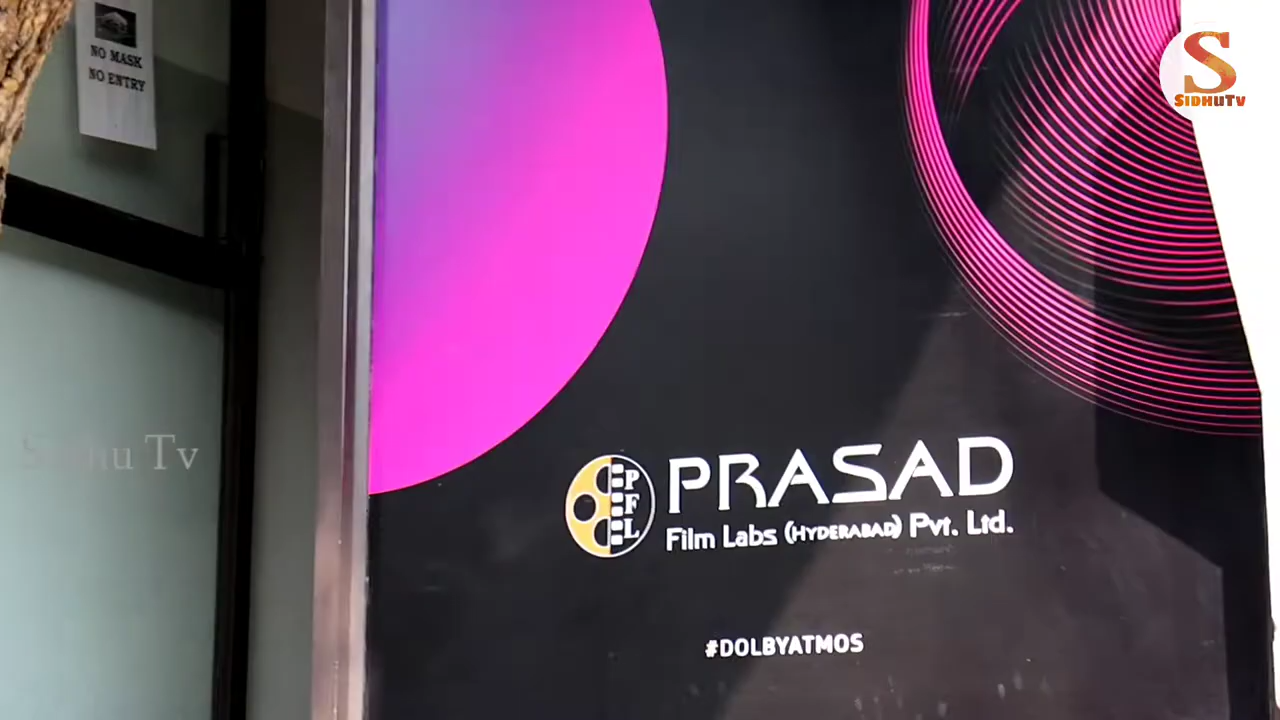 NO MASK
NO ENTRY
S
SIDHUTV
Sidhu Tv
PFL
PRASAD
Film Labs (HYDERABAD) Pvt. Ltd.
#DOLBYATMOS